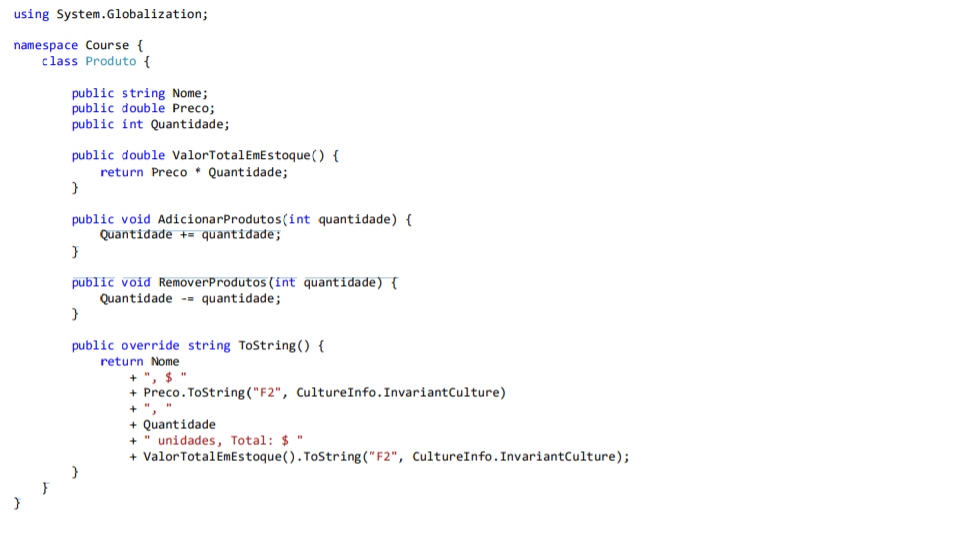 using System.Globalization;
namespace Course {
class Produto {
public string Nome;
public double Preco;
public int Quantidade;
public double ValorTotalEmEstoque() {
return Preco * Quantidade;
}
public void AdicionarProdutos(int quantidade) {
Quantidade += quantidade;
}
public void RemoverProdutos(int quantidade) {
Quantidade -= quantidade;
}
public override string ToString() {
return Nome
+ ", $ "
+ Preco.ToString("F2", CultureInfo.InvariantCulture)
+ ", "
+ Quantidade
+ " unidades, Total: $ "
+ ValorTotalEmEstoque().ToString("F2", CultureInfo.InvariantCulture);
}
}
}